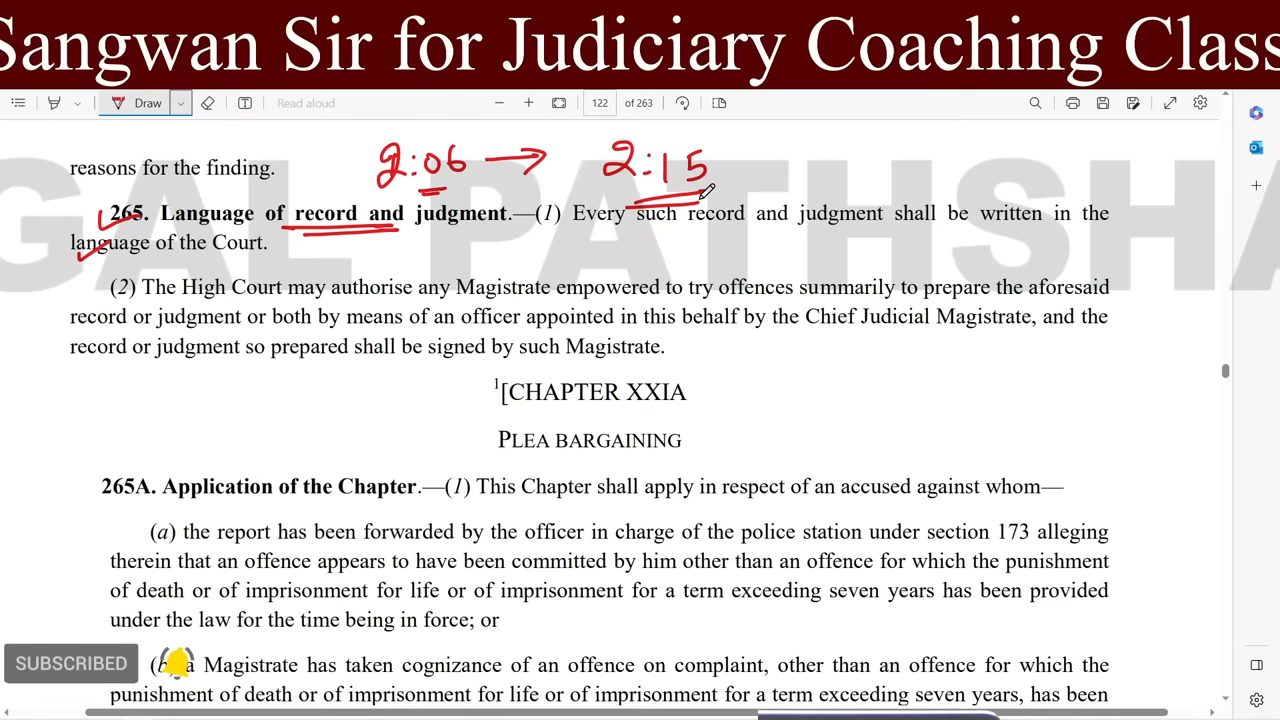 Sangwan Sir for Judiciary Coaching Class
Draw
Read aloud
122 of 263
2:06 → 2:15
reasons for the finding.
265. Language of record and judgment.—(1) Every such record and judgment shall be written in the
language of the Court.
(2) The High Court may authorise any Magistrate empowered to try offences summarily to prepare the aforesaid
record or judgment or both by means of an officer appointed in this behalf by the Chief Judicial Magistrate, and the
record or judgment so prepared shall be signed by such Magistrate.
1[CHAPTER XXIA
PLEA BARGAINING
265A. Application of the Chapter.—(1) This Chapter shall apply in respect of an accused against whom—
(a) the report has been forwarded by the officer in charge of the police station under section 173 alleging
therein that an offence appears to have been committed by him other than an offence for which the punishment
of death or of imprisonment for life or of imprisonment for a term exceeding seven years has been provided
under the law for the time being in force; or
(b) a Magistrate has taken cognizance of an offence on complaint, other than an offence for which the
punishment of death or of imprisonment for life or of imprisonment for a term exceeding seven years, has been
SUBSCRIBED
GAL PATHSHA